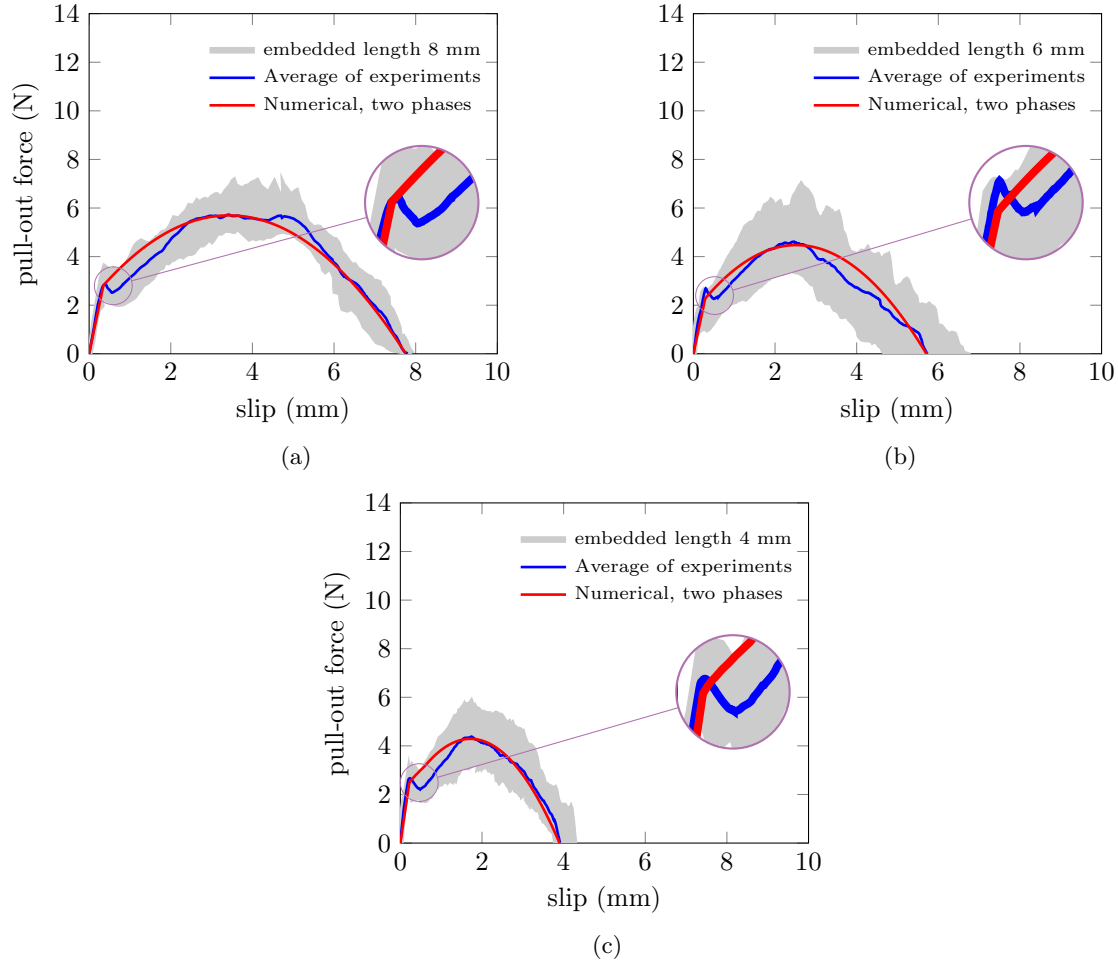 14
12
10
8
6
4
2
0
pull-out force (N)
embedded length 8 mm
Average of experiments
Numerical, two phases
0 2 4 6 8 10
slip (mm)
(a)
14
12
10
8
6
4
2
0
embedded length 6 mm
Average of experiments
Numerical, two phases
0 2 4 6 8 10
slip (mm)
(b)
14
12
10
8
6
4
2
0
pull-out force (N)
embedded length 4 mm
Average of experiments
Numerical, two phases
0 2 4 6 8 10
slip (mm)
(c)